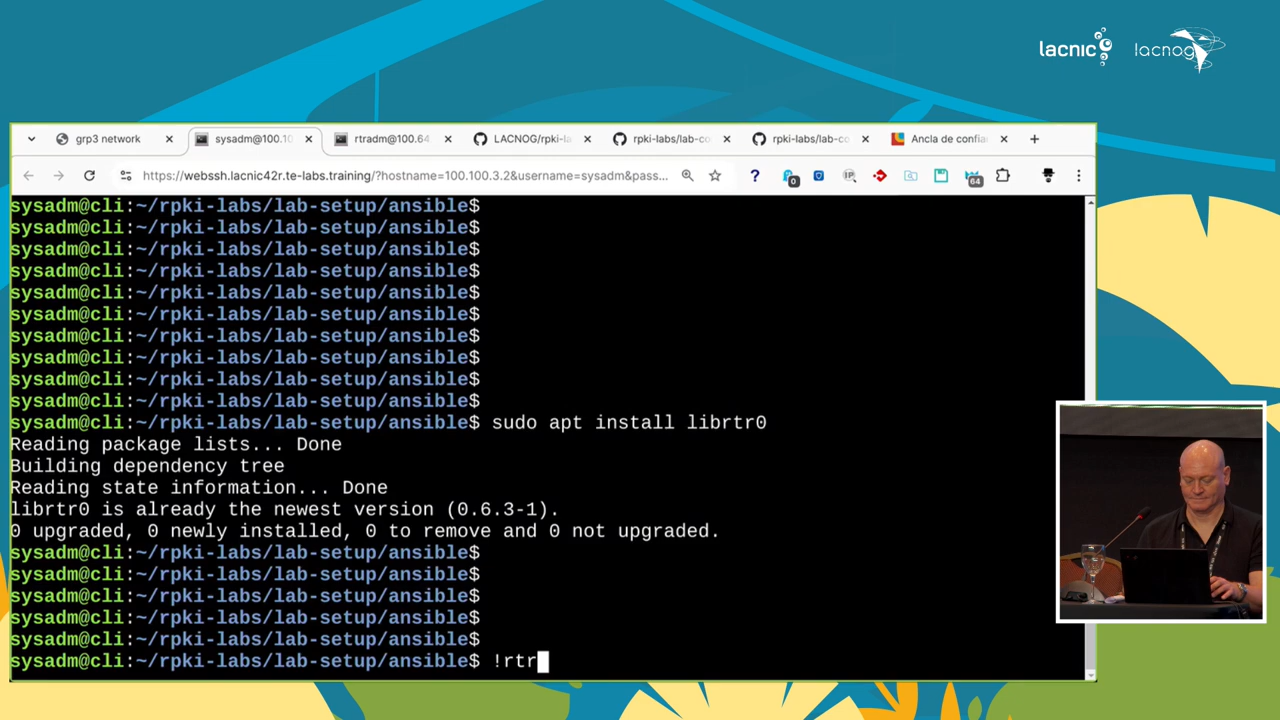 lacnic
lacnog
grp3 network
sysadm@100.10
rtradm@100.64
LACNOG/rpki-la
rpki-labs/lab-co
rpki-labs/lab-co
Ancla de confia
https://webssh.lacnic42r.te-labs.training/?hostname=100.100.3.2&username=sysadm&pass...
?
0
IP
64
sysadm@cli:~/rpki-labs/lab-setup/ansible$
sysadm@cli:~/rpki-labs/lab-setup/ansible$
sysadm@cli:~/rpki-labs/lab-setup/ansible$
sysadm@cli:~/rpki-labs/lab-setup/ansible$
sysadm@cli:~/rpki-labs/lab-setup/ansible$
sysadm@cli:~/rpki-labs/lab-setup/ansible$
sysadm@cli:~/rpki-labs/lab-setup/ansible$
sysadm@cli:~/rpki-labs/lab-setup/ansible$
sysadm@cli:~/rpki-labs/lab-setup/ansible$
sysadm@cli:~/rpki-labs/lab-setup/ansible$
sysadm@cli:~/rpki-labs/lab-setup/ansible$ sudo apt install librtr0
Reading package lists... Done
Building dependency tree
Reading state information... Done
librtr0 is already the newest version (0.6.3-1).
0 upgraded, 0 newly installed, 0 to remove and 0 not upgraded.
sysadm@cli:~/rpki-labs/lab-setup/ansible$
sysadm@cli:~/rpki-labs/lab-setup/ansible$
sysadm@cli:~/rpki-labs/lab-setup/ansible$
sysadm@cli:~/rpki-labs/lab-setup/ansible$
sysadm@cli:~/rpki-labs/lab-setup/ansible$
sysadm@cli:~/rpki-labs/lab-setup/ansible$ !rtr